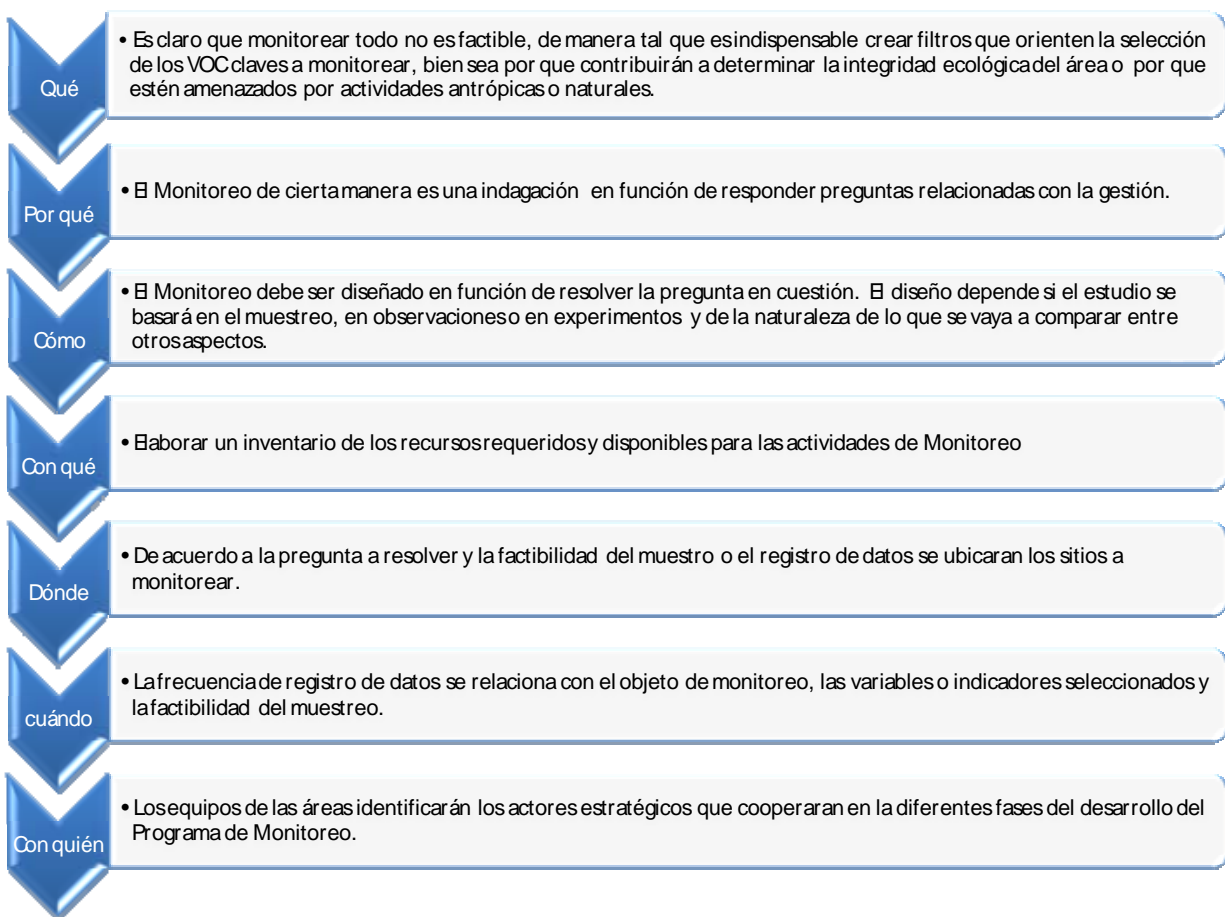 Qué
• Es claro que monitorear todo no es factible, de manera tal que es indispensable crear filtros que orienten la selección
de los VOC claves a monitorear, bien sea por que contribuirán a determinar la integridad ecológica del área o por que
estén amenazados por actividades antrópicas o naturales.
Por qué
• El Monitoreo de cierta manera es una indagación en función de responder preguntas relacionadas con la gestión.
Cómo
• El Monitoreo debe ser diseñado en función de resolver la pregunta en cuestión. El diseño depende si el estudio se
basará en el muestreo, en observaciones o en experimentos y de la naturaleza de lo que se vaya a comparar entre
otros aspectos.
Con qué
• Elaborar un inventario de los recursos requeridos y disponibles para las actividades de Monitoreo
Dónde
• De acuerdo a la pregunta a resolver y la factibilidad del muestro o el registro de datos se ubicaran los sitios a
monitorear.
cuándo
• La frecuencia de registro de datos se relaciona con el objeto de monitoreo, las variables o indicadores seleccionados y
la factibilidad del muestreo.
Con quién
• Los equipos de las áreas identificarán los actores estratégicos que cooperaran en la diferentes fases del desarrollo del
Programa de Monitoreo.